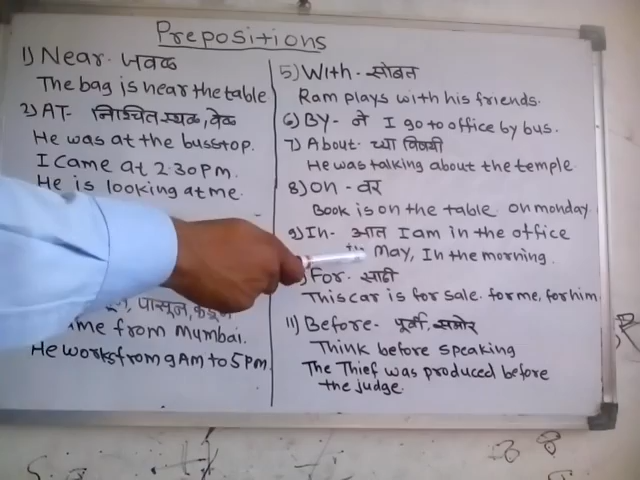 Prepositions
1) Near - जवळ
The bag is near the table
2) AT - निश्चित स्थळ, वेळ
He was at the busstop.
I came at 2.30pm.
He is looking at me.
पासून, कडून
me from Mumbai.
He works from 9Am to 5pm
5) With - सोबत
Ram plays with his friends.
6) BY - ने I go to office by bus.
7) About - च्या विषयी
He was talking about the temple
8) on - वर
Book is on the table. on monday
9) In - आत I am in the office
May, In the morning.
) For - साठी
This car is for sale. for me, for him
11) Before - पूर्वी, समोर
Think before speaking
The Thief was produced before
the judge.